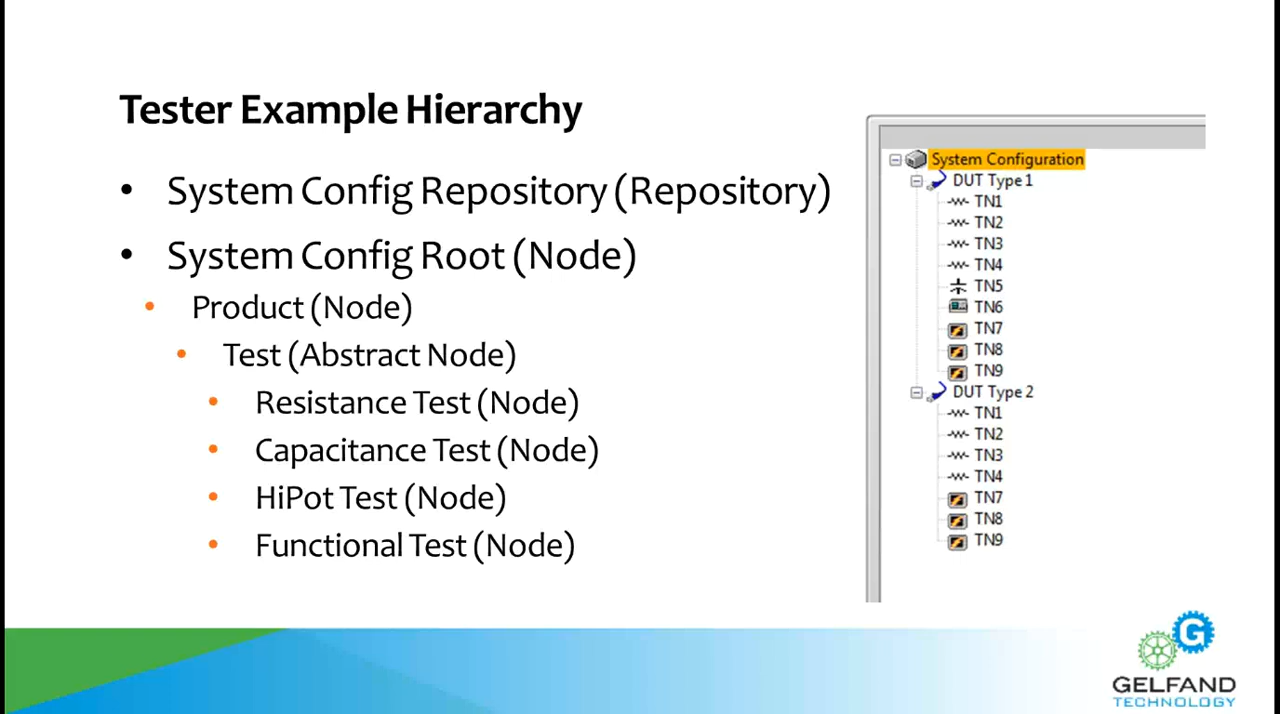 Tester Example Hierarchy
• System Config Repository (Repository)
• System Config Root (Node)
• Product (Node)
• Test (Abstract Node)
• Resistance Test (Node)
• Capacitance Test (Node)
• HiPot Test (Node)
• Functional Test (Node)
System Configuration
DUT Type 1
TN1
TN2
TN3
TN4
TN5
TN6
TN7
TN8
TN9
DUT Type 2
TN1
TN2
TN3
TN4
TN7
TN8
TN9
G
GELFAND
TECHNOLOGY